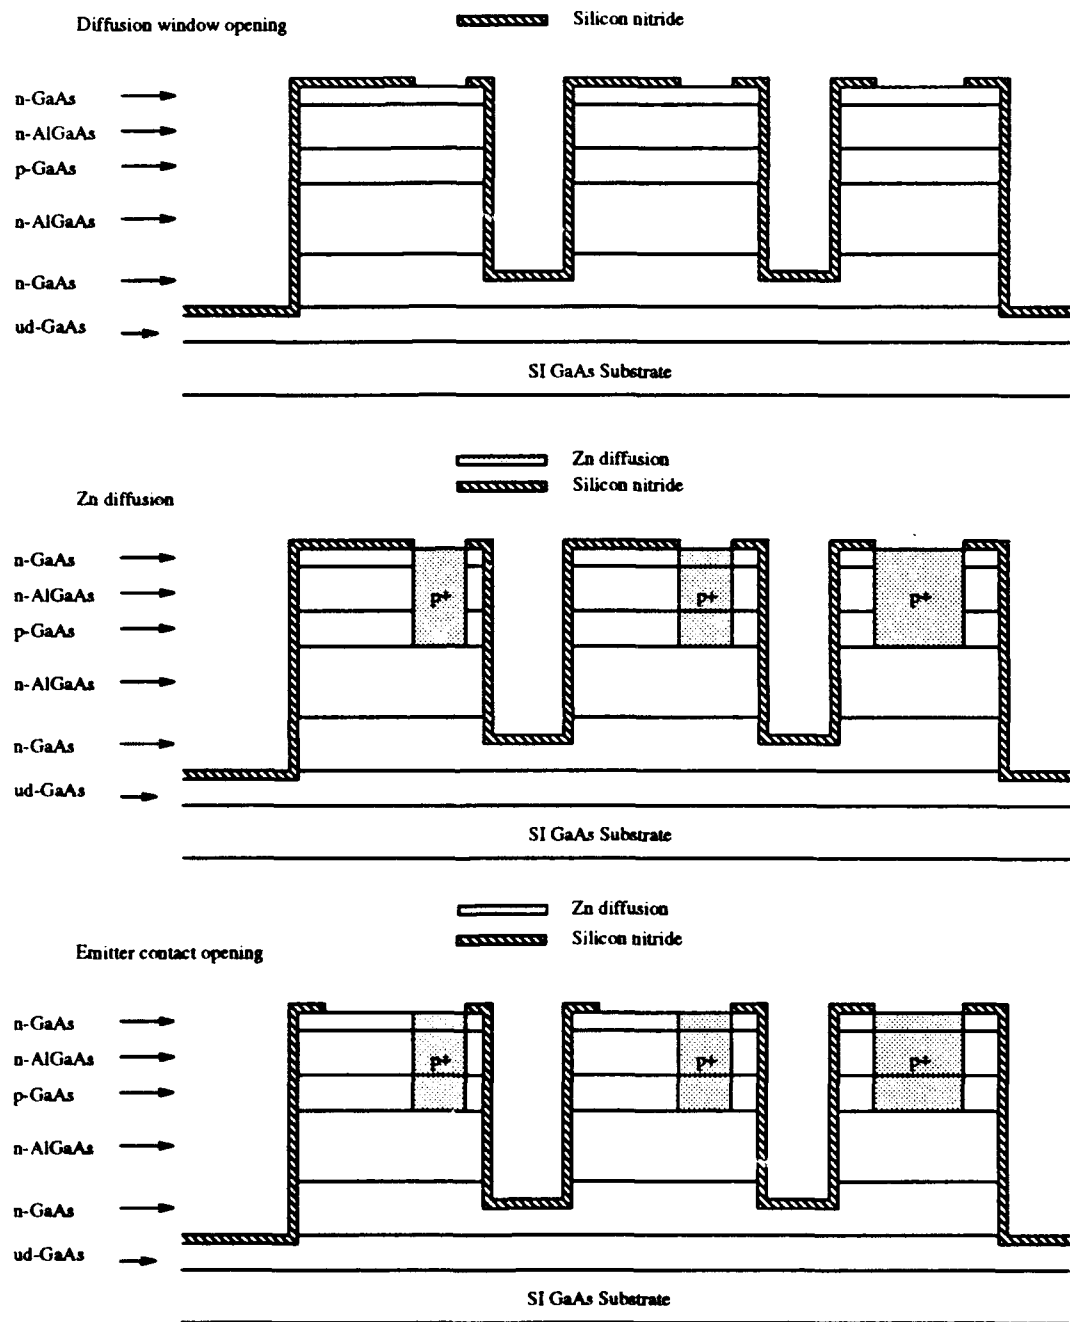 Diffusion window opening
Silicon nitride
n-GaAs
n-AlGaAs
p-GaAs
n-AlGaAs
n-GaAs
ud-GaAs
SI GaAs Substrate
Zn diffusion
Silicon nitride
Zn diffusion
n-GaAs
n-AlGaAs
p+ p+ p+
p-GaAs
n-AlGaAs
n-GaAs
ud-GaAs
SI GaAs Substrate
Zn diffusion
Silicon nitride
Emitter contact opening
n-GaAs
n-AlGaAs
p+ p+ p+
p-GaAs
n-AlGaAs
n-GaAs
ud-GaAs
SI GaAs Substrate